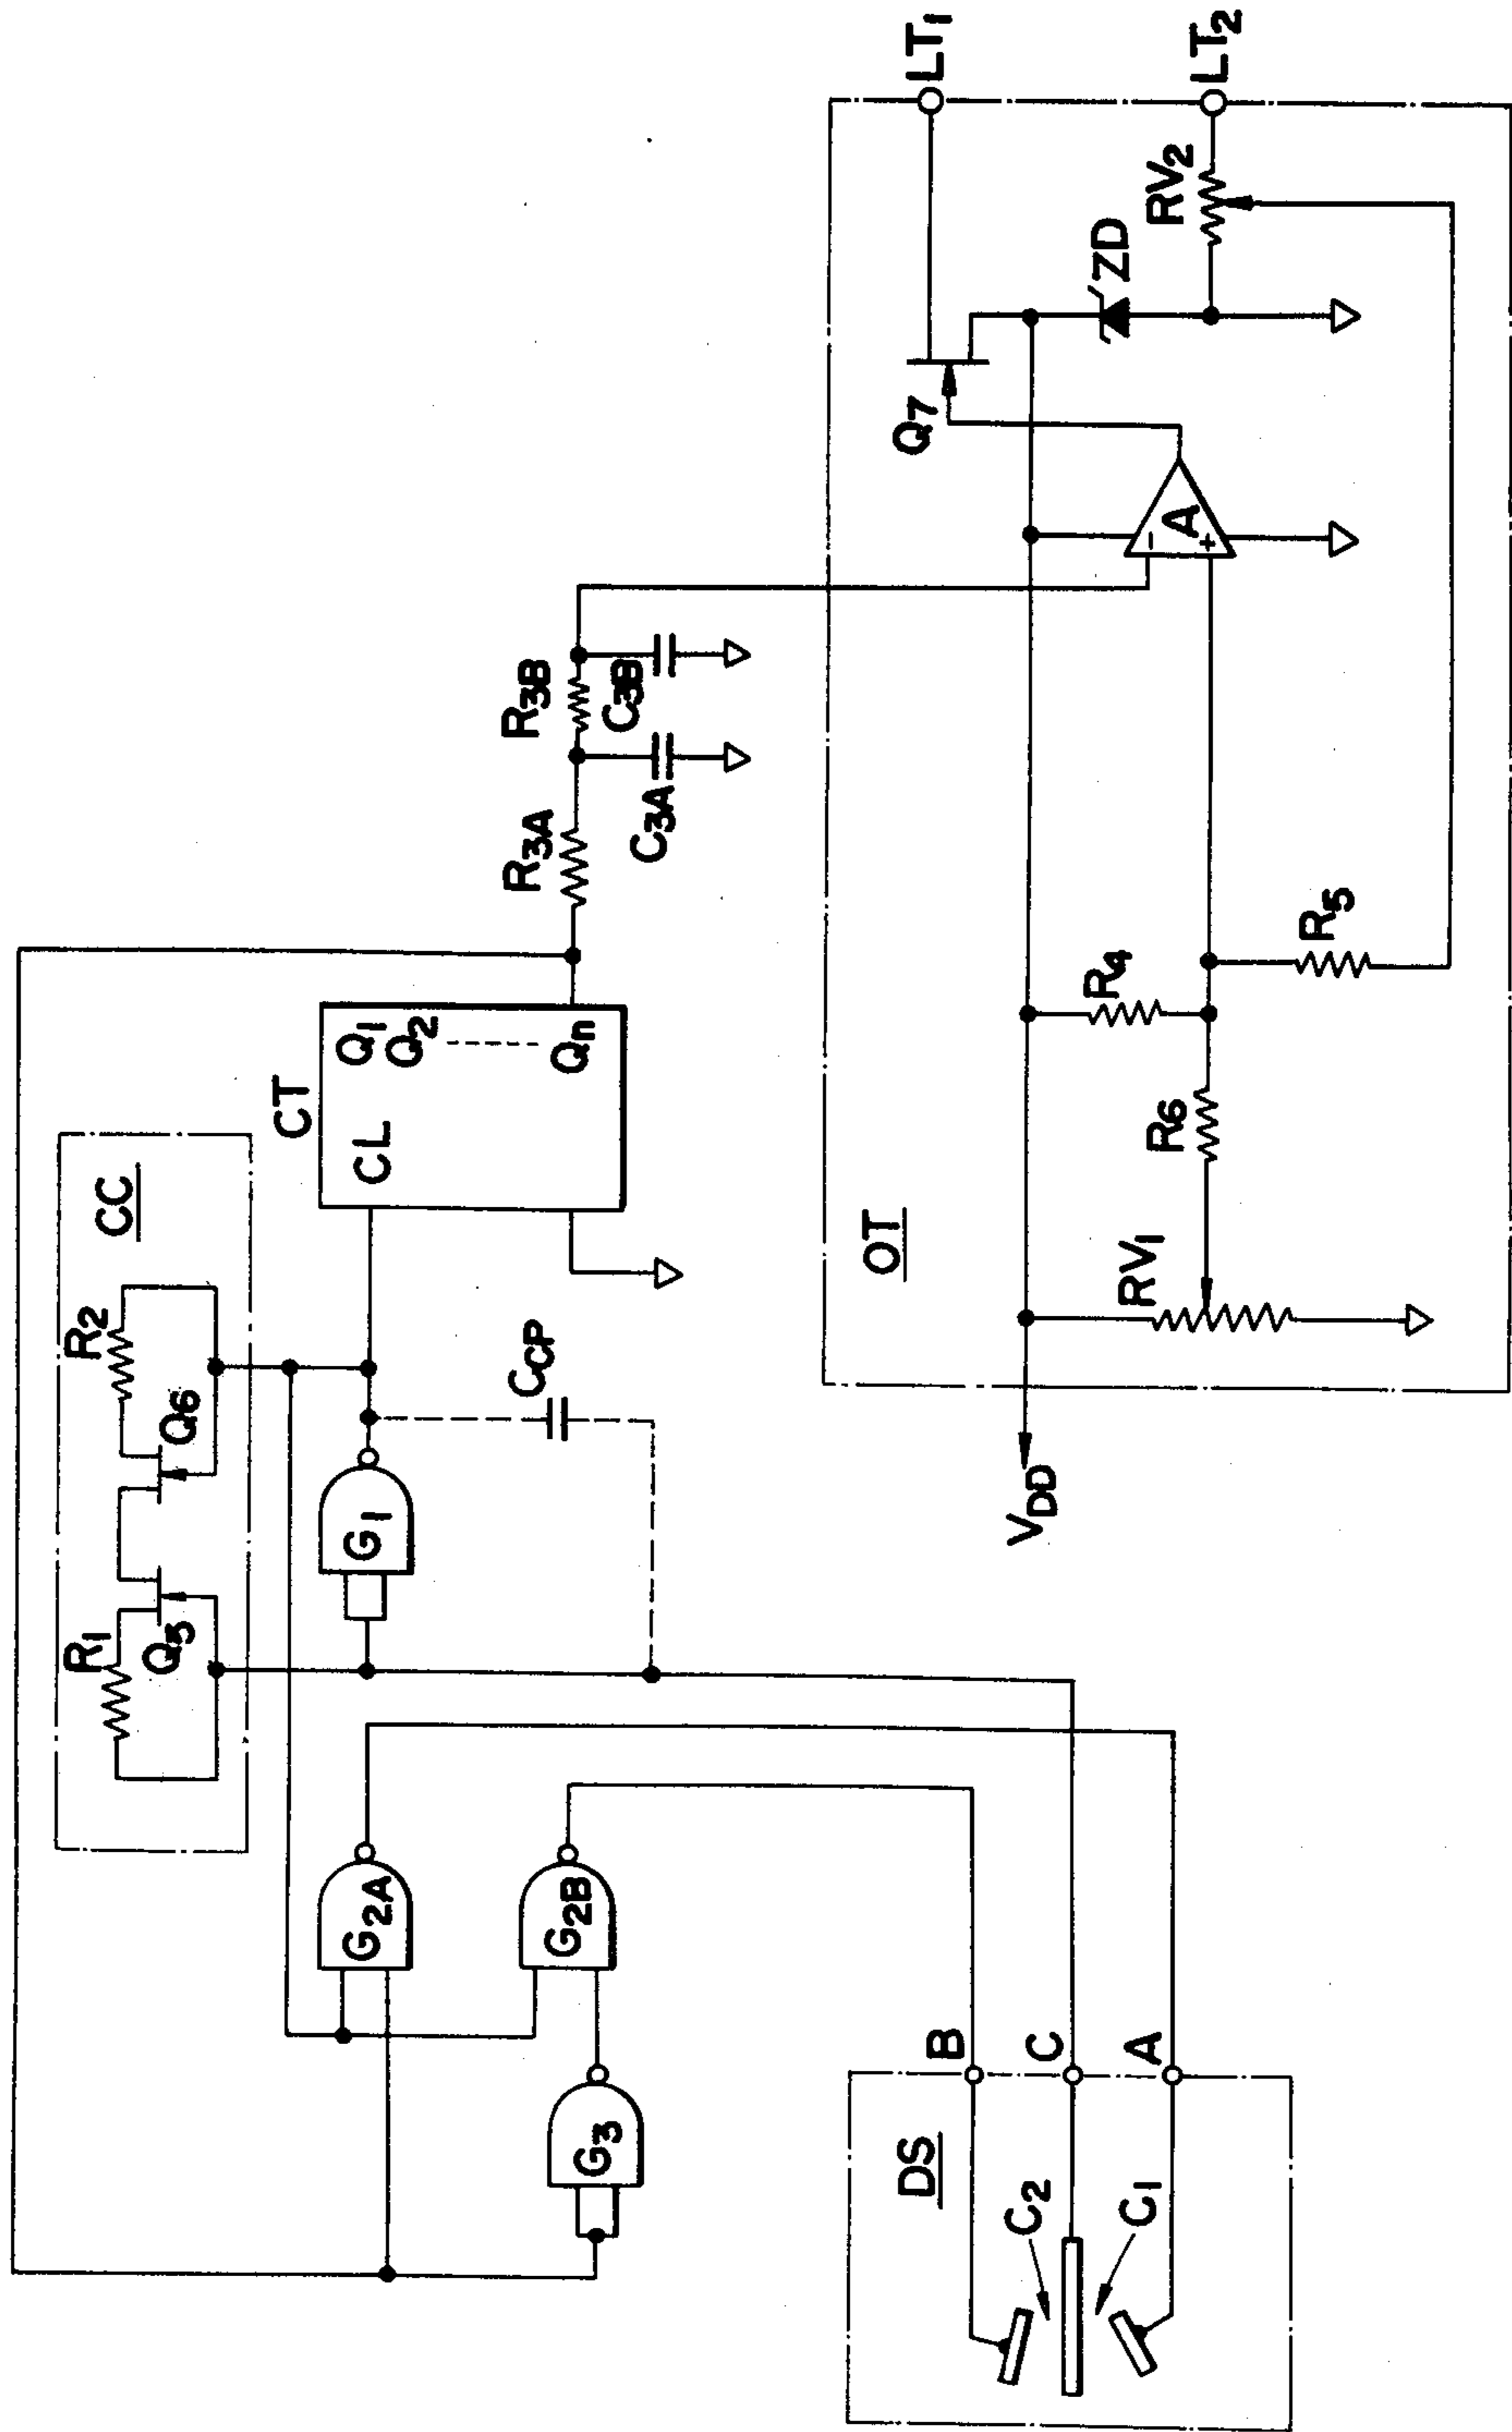 CC
R1
R2
Q5
Q6
CT
CL
Q1
Q2
Qn
G1
G2A
G2B
G3
CCP
R3A
R3B
C3A
C3B
DS
B
C
A
C2
C1
OT
VDD
RV1
R6
R4
R5
A
−
+
Q7
ZD
RV2
LT1
LT2